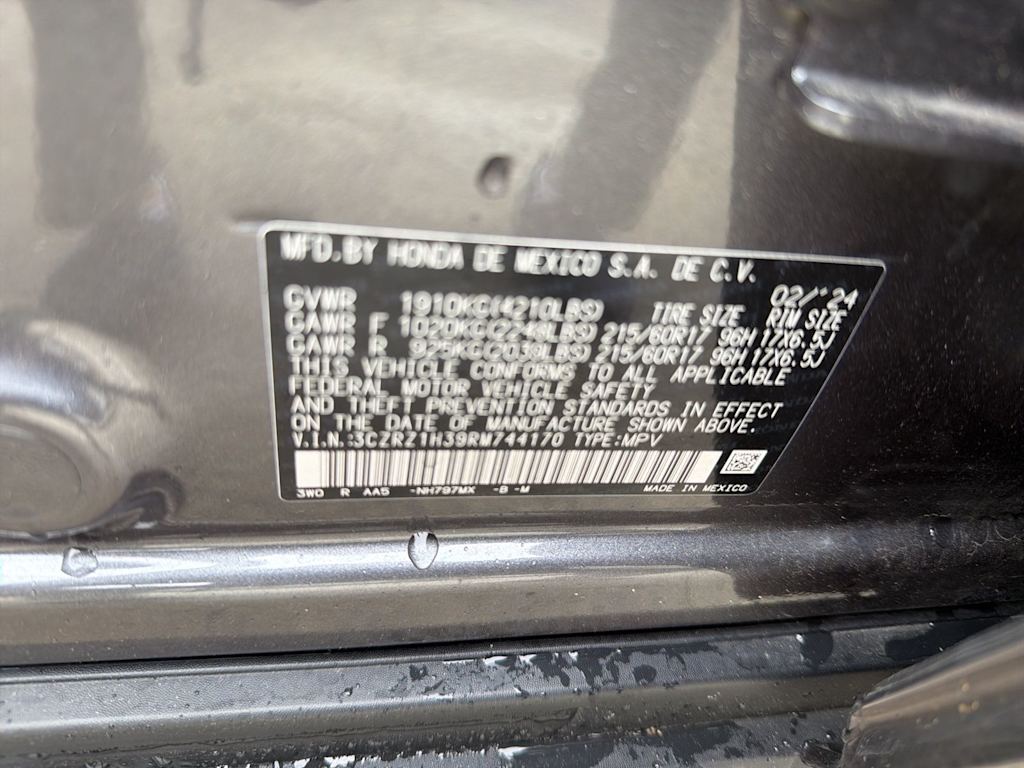 MFD.BY HONDA DE MEXICO S.A. DE C.V.
02/'24
GVWR 1910KG(4210LBS) TIRE SIZE RIM SIZE
GAWR F 1020KG(2249LBS) 215/60R17 96H 17X6.5J
GAWR R 925KG(2039LBS) 215/60R17 96H 17X6.5J
THIS VEHICLE CONFORMS TO ALL APPLICABLE
FEDERAL MOTOR VEHICLE SAFETY
AND THEFT PREVENTION STANDARDS IN EFFECT
ON THE DATE OF MANUFACTURE SHOWN ABOVE.
V.I.N.:3CZRZ1H39RM744170 TYPE:MPV
3W0 R AA5 -NH797MX -B -M MADE IN MEXICO